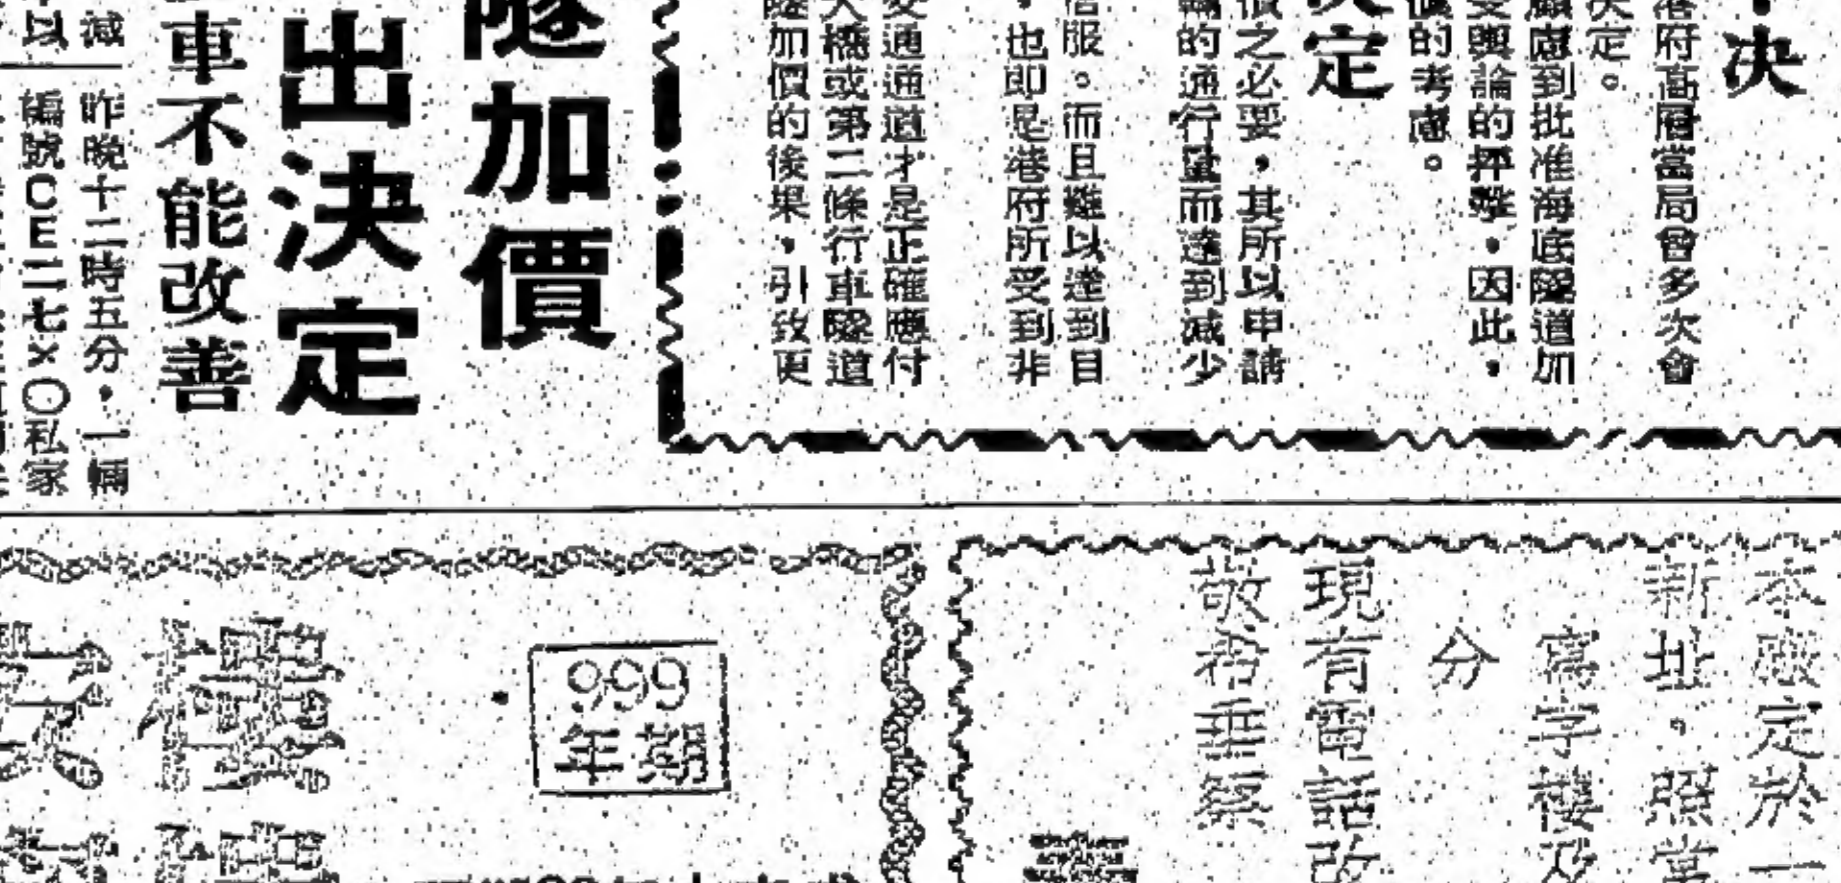 決
港府高層當局曾多次會
決定。
顧慮到批准海底隧道加
受輿論的抨擊，因此，
價的考慮。
決定
價之必要，其所以申請
輛的通行量而達到減少
信服。而且難以達到目
，也即是港府所受到非
交通通道才是正確應付
大橋或第二條行車隧道
隧加價的後果，引致更
隧加價
出決定
車不能改善
減
昨晚十二時五分，一輛
以
編號CE二七×〇私家
本廠定於一
新址。照常
寫字樓及
分
現有電話改
敬希垂察
999
年期
樓